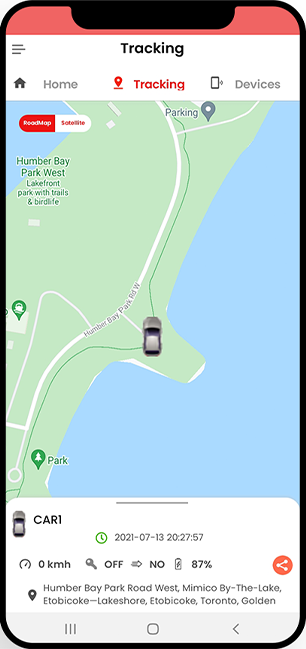 Tracking
Home
Tracking
Devices
RoadMap
Satellite
Parking
Humber Bay
Park West
Lakefront
park with trails
& birdlife
Humber Bay Park Rd W
Park
CAR1
2021-07-13 20:27:57
0 kmh
OFF
NO
87%
Humber Bay Park Road West, Mimico By-The-Lake,
Etobicoke—Lakeshore, Etobicoke, Toronto, Golden